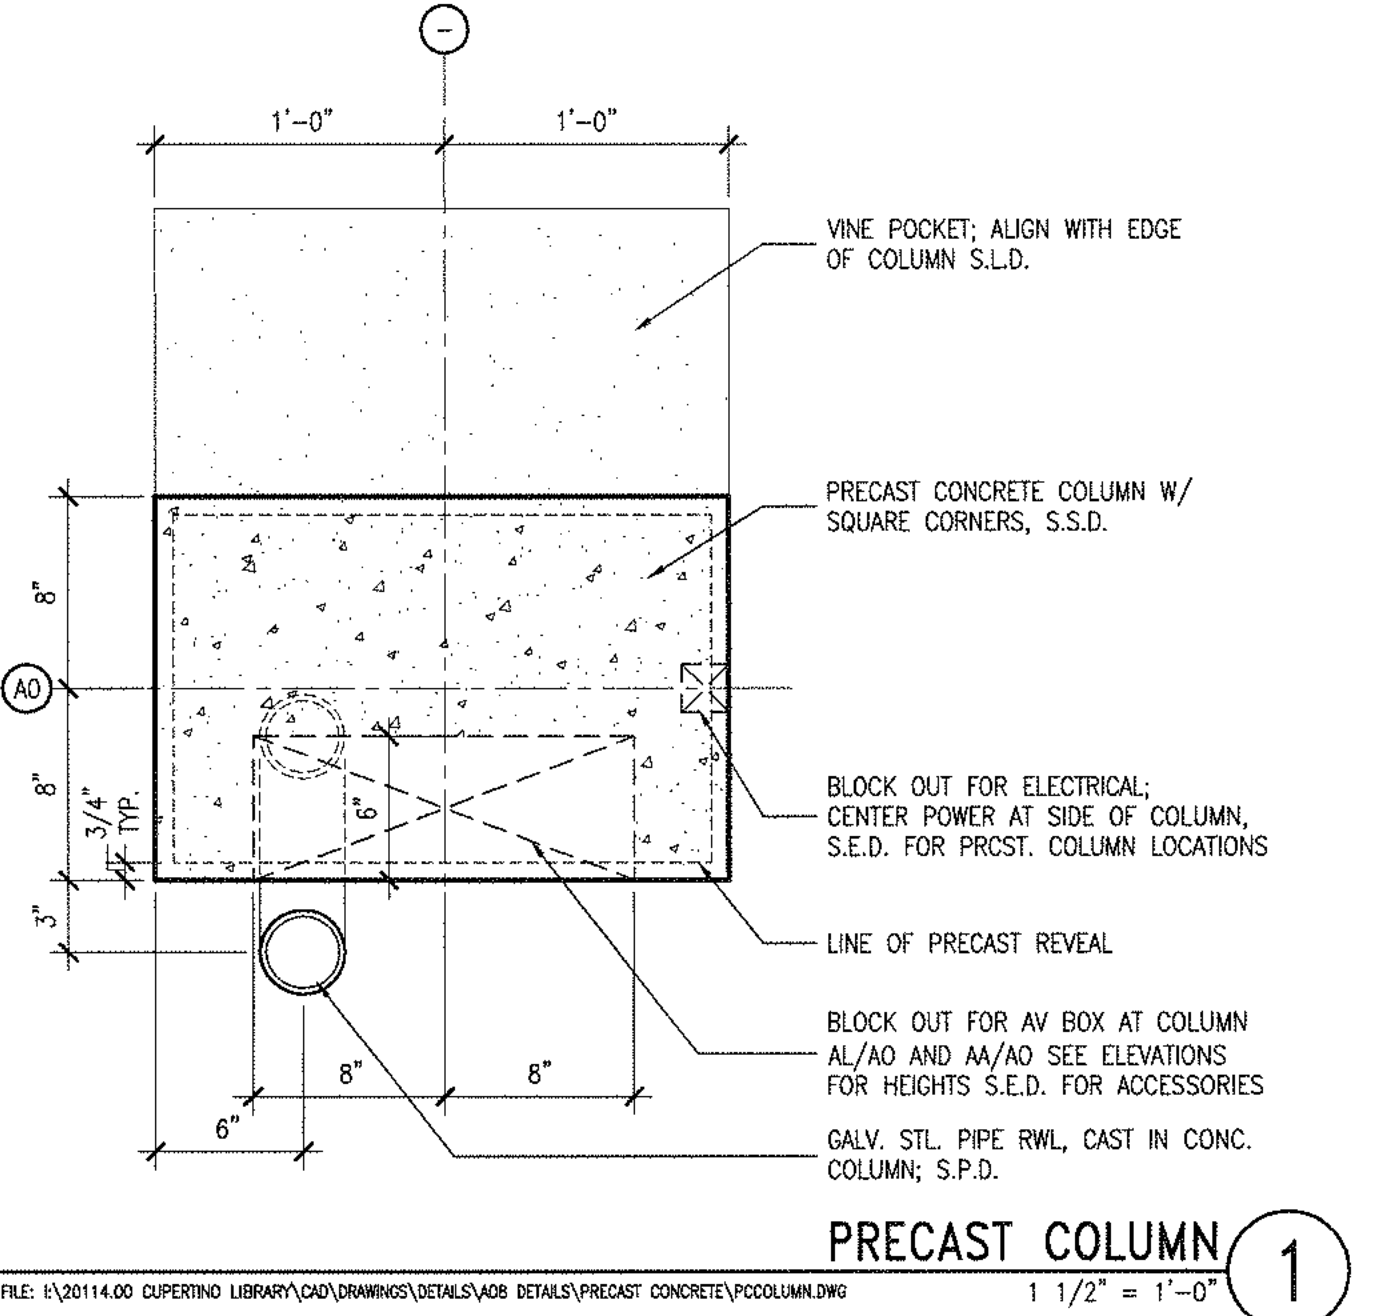 -
1'-0"
1'-0"
VINE POCKET; ALIGN WITH EDGE
OF COLUMN S.L.D.
PRECAST CONCRETE COLUMN W/
SQUARE CORNERS, S.S.D.
8"
A0
8"
3/4"
TYP.
6"
3"
BLOCK OUT FOR ELECTRICAL;
CENTER POWER AT SIDE OF COLUMN,
S.E.D. FOR PRCST. COLUMN LOCATIONS
LINE OF PRECAST REVEAL
BLOCK OUT FOR AV BOX AT COLUMN
AL/A0 AND AA/A0 SEE ELEVATIONS
FOR HEIGHTS S.E.D. FOR ACCESSORIES
8"
8"
6"
GALV. STL. PIPE RWL, CAST IN CONC.
COLUMN; S.P.D.
PRECAST COLUMN
1
1 1/2" = 1'-0"
FILE: I:\20114.00 CUPERTINO LIBRARY\CAD\DRAWINGS\DETAILS\A08 DETAILS\PRECAST CONCRETE\PCCOLUMN.DWG